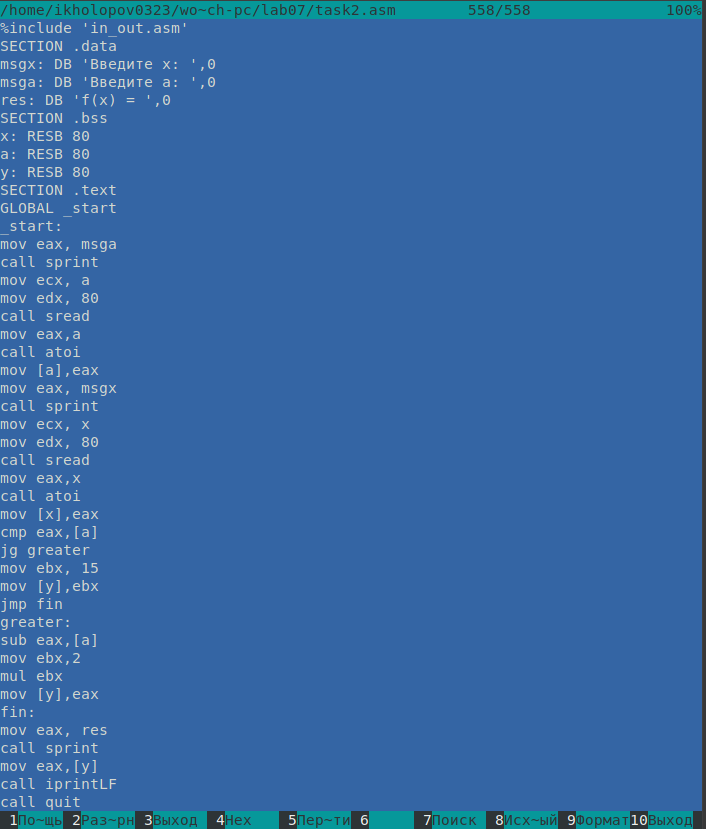 /home/ikholopov0323/wo~ch-pc/lab07/task2.asm 558/558 100%
%include 'in_out.asm'
SECTION .data
msgx: DB 'Введите x: ',0
msga: DB 'Введите a: ',0
res: DB 'f(x) = ',0
SECTION .bss
x: RESB 80
a: RESB 80
y: RESB 80
SECTION .text
GLOBAL _start
_start:
mov eax, msga
call sprint
mov ecx, a
mov edx, 80
call sread
mov eax,a
call atoi
mov [a],eax
mov eax, msgx
call sprint
mov ecx, x
mov edx, 80
call sread
mov eax,x
call atoi
mov [x],eax
cmp eax,[a]
jg greater
mov ebx, 15
mov [y],ebx
jmp fin
greater:
sub eax,[a]
mov ebx,2
mul ebx
mov [y],eax
fin:
mov eax, res
call sprint
mov eax,[y]
call iprintLF
call quit
1По~щь 2Раз~рн 3Выход 4Hex 5Пер~ти 6 7Поиск 8Исх~ый 9Формат 10Выход